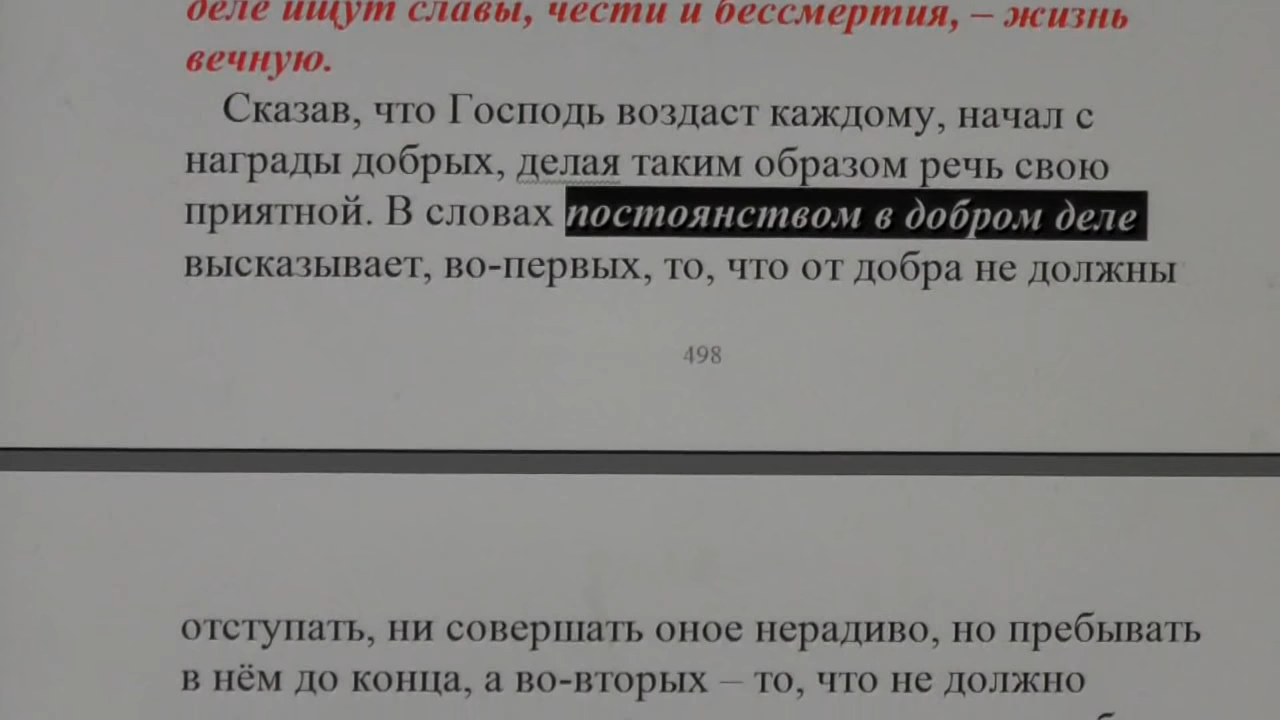 деле ищут славы, чести и бессмертия, – жизнь
вечную.
Сказав, что Господь воздаст каждому, начал с
награды добрых, делая таким образом речь свою
приятной. В словах постоянством в добром деле
высказывает, во-первых, то, что от добра не должны
498
отступать, ни совершать оное нерадиво, но пребывать
в нём до конца, а во-вторых – то, что не должно